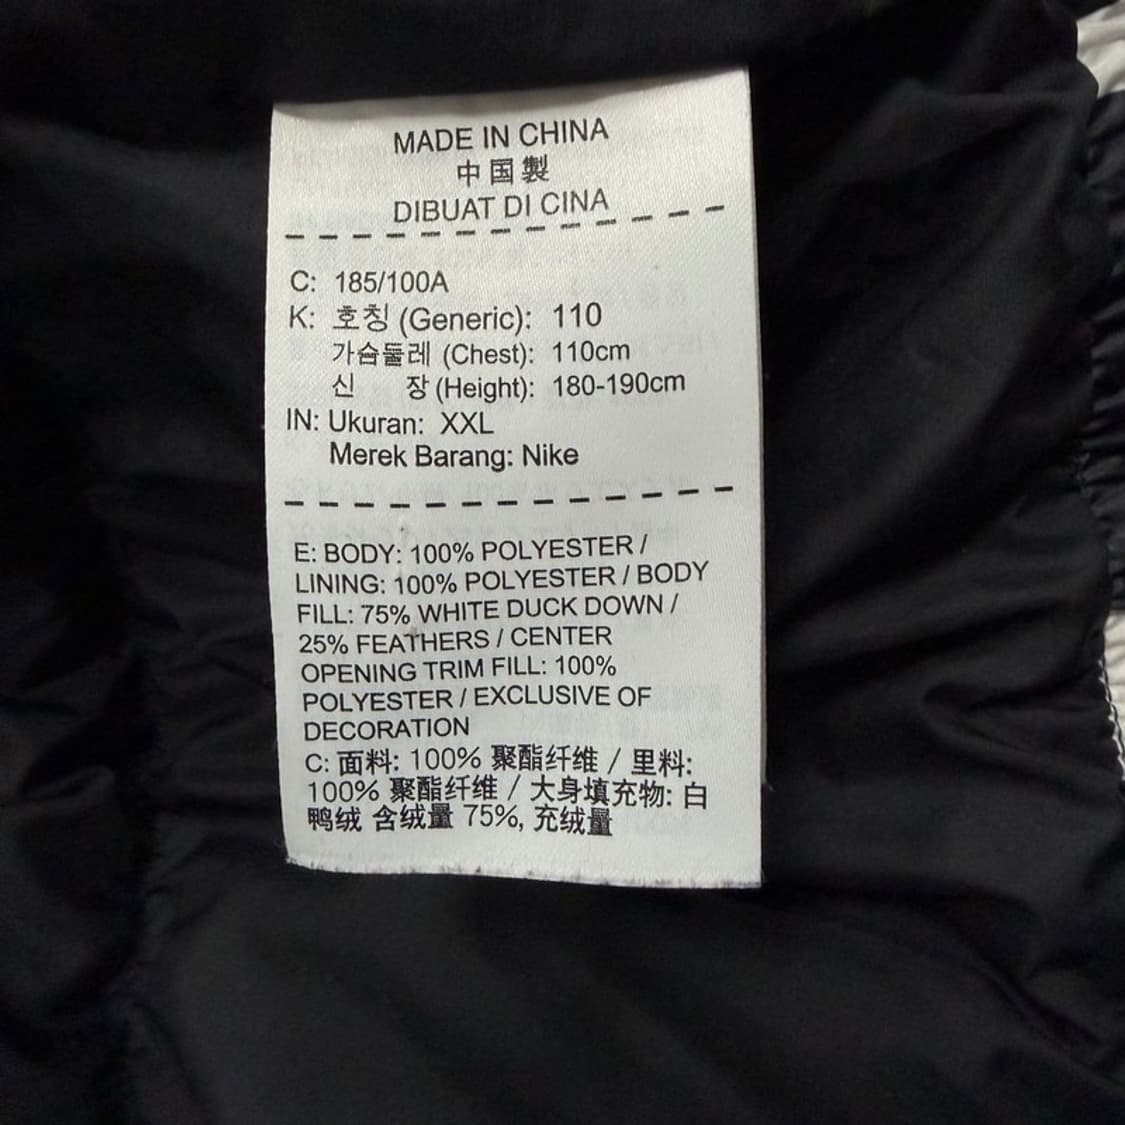 MADE IN CHINA
中国製
DIBUAT DI CINA
C: 185/100A
K: 호칭 (Generic): 110
가슴둘레 (Chest): 110cm
신 장 (Height): 180-190cm
IN: Ukuran: XXL
Merek Barang: Nike
E: BODY: 100% POLYESTER /
LINING: 100% POLYESTER / BODY
FILL: 75% WHITE DUCK DOWN /
25% FEATHERS / CENTER
OPENING TRIM FILL: 100%
POLYESTER / EXCLUSIVE OF
DECORATION
C: 面料: 100% 聚酯纤维 / 里料:
100% 聚酯纤维 / 大身填充物: 白
鸭绒 含绒量 75%, 充绒量